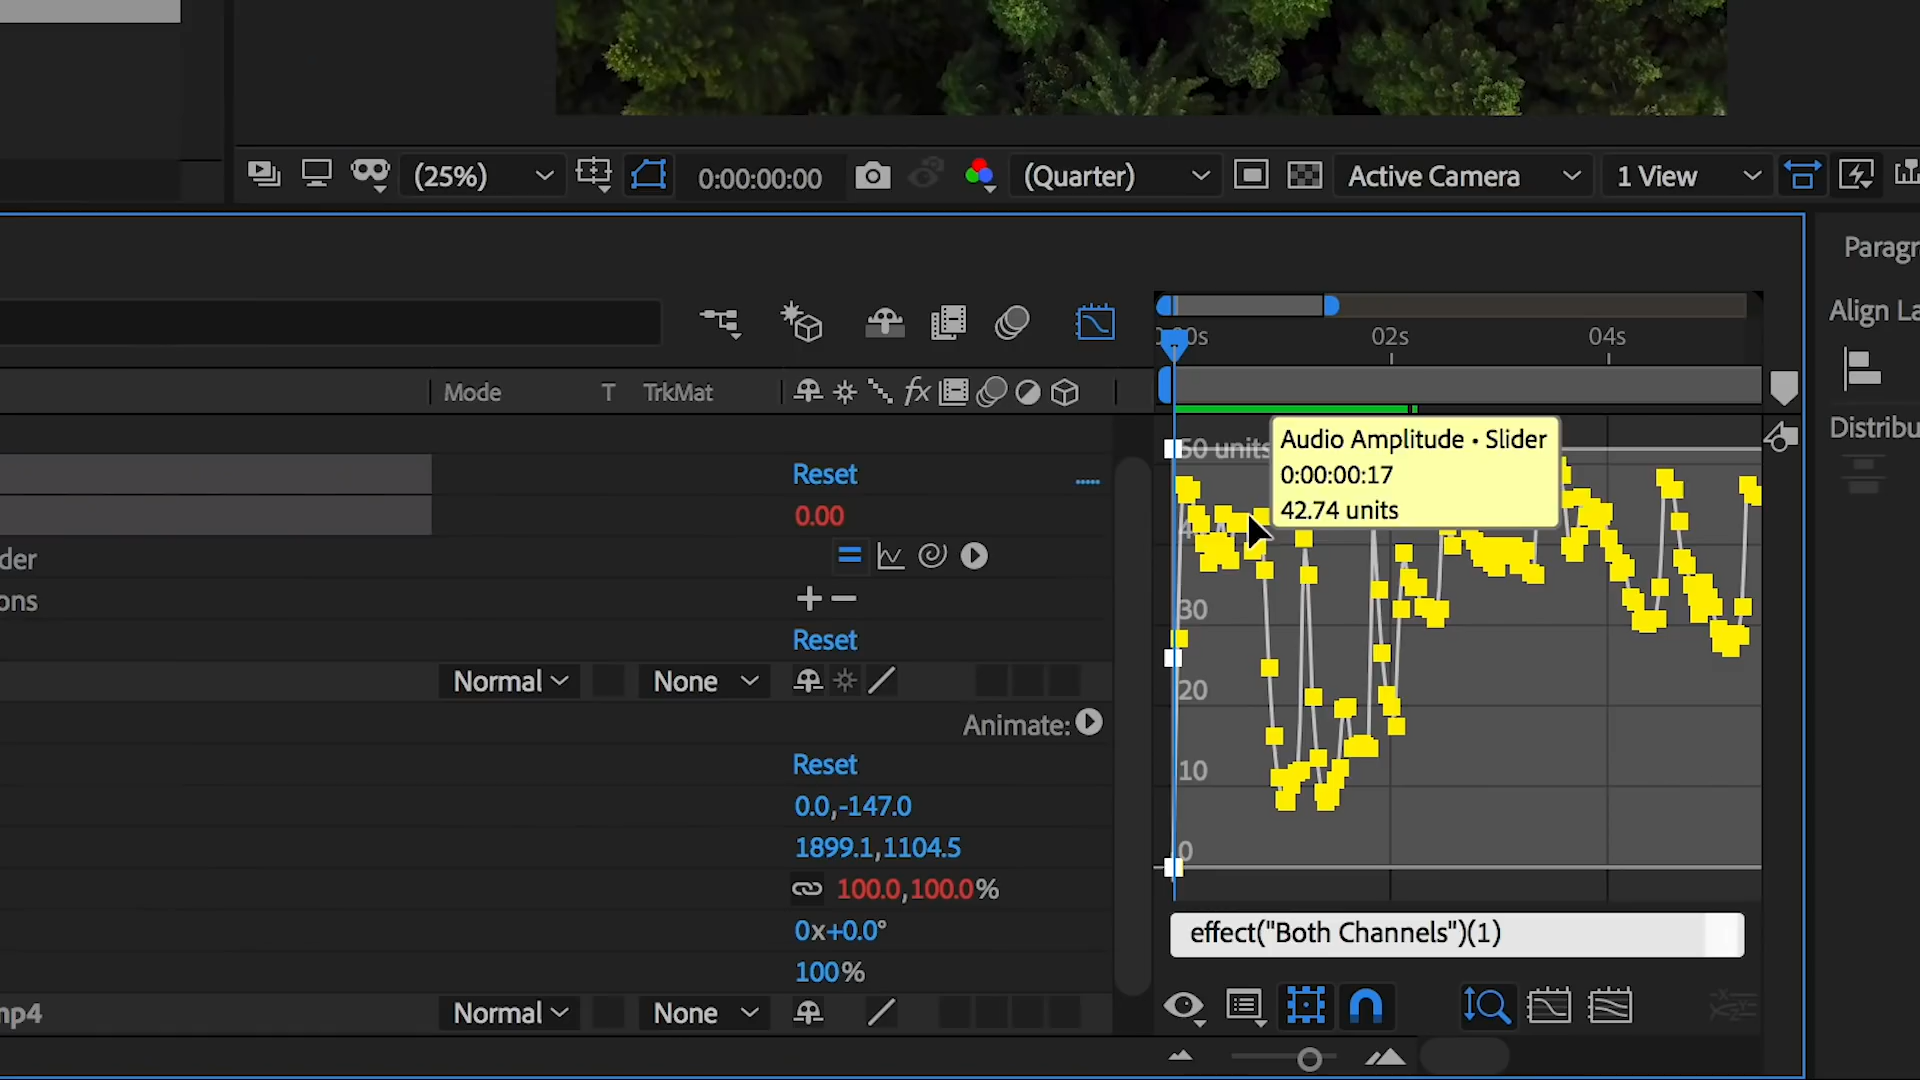 (25%)
0:00:00:00
(Quarter)
Active Camera
1 View
Paragr
Align La
02s
04s
Mode
T
TrkMat
fx
Distribu
50 units
Audio Amplitude • Slider
0:00:00:17
42.74 units
Reset
0.00
der
ons
Reset
30
Normal
None
20
Animate:
Reset
10
0.0,-147.0
1899.1,1104.5
0
100.0,100.0%
0x+0.0°
effect("Both Channels")(1)
100%
mp4
Normal
None